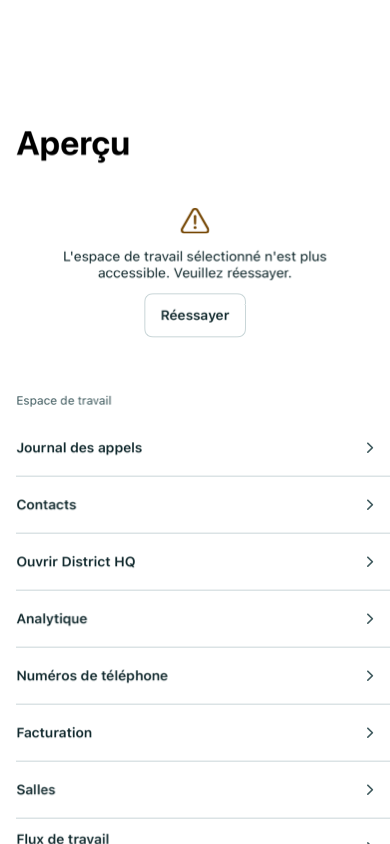 Aperçu
L'espace de travail sélectionné n'est plus
accessible. Veuillez réessayer.
Réessayer
Espace de travail
Journal des appels
Contacts
Ouvrir District HQ
Analytique
Numéros de téléphone
Facturation
Salles
Flux de travail